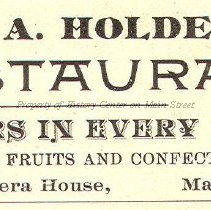 A. HOLDE
STAURA
Property of History Center on Main Street
RS IN EVERY
FRUITS AND CONFECT
era House, Ma